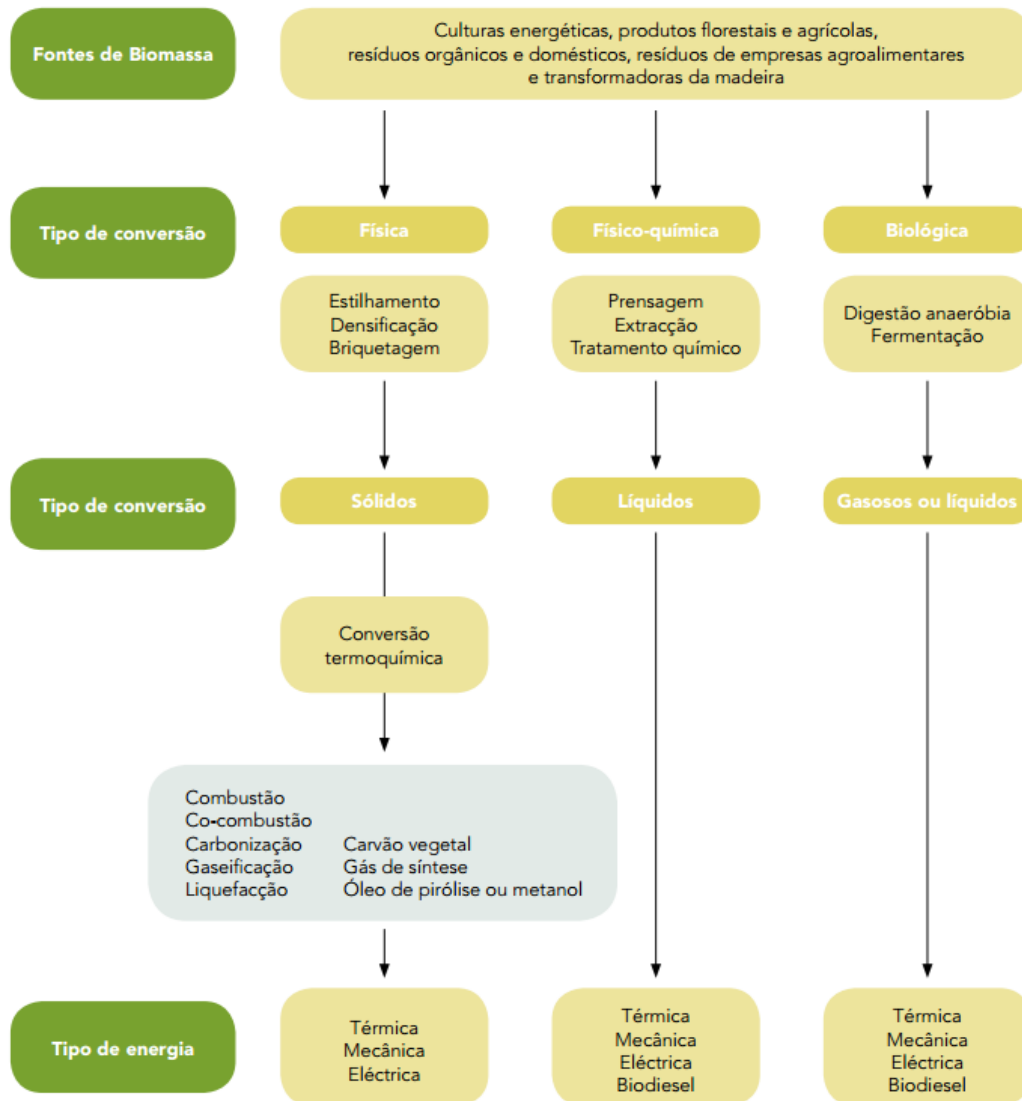 Fontes de Biomassa
Culturas energéticas, produtos florestais e agrícolas,
resíduos orgânicos e domésticos, resíduos de empresas agroalimentares
e transformadoras da madeira
Tipo de conversão
Física
Físico-química
Biológica
Estilhamento
Densificação
Briquetagem
Prensagem
Extracção
Tratamento químico
Digestão anaeróbia
Fermentação
Tipo de conversão
Sólidos
Líquidos
Gasosos ou líquidos
Conversão
termoquímica
Combustão
Co-combustão
Carbonização Carvão vegetal
Gaseificação Gás de síntese
Liquefacção Óleo de pirólise ou metanol
Tipo de energia
Térmica
Mecânica
Eléctrica
Térmica
Mecânica
Eléctrica
Biodiesel
Térmica
Mecânica
Eléctrica
Biodiesel